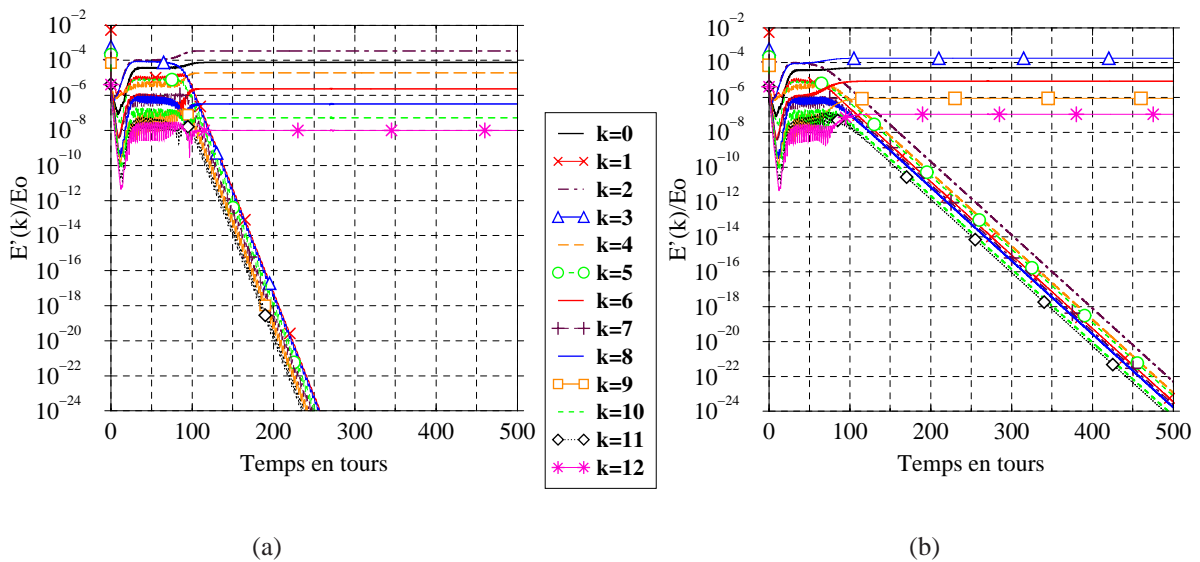 10⁻²
10⁻⁴
10⁻⁶
10⁻⁸
10⁻¹⁰
10⁻¹²
10⁻¹⁴
10⁻¹⁶
10⁻¹⁸
10⁻²⁰
10⁻²²
10⁻²⁴
E'(k)/Eo
0 100 200 300 400 500
Temps en tours
(a)
k=0
k=1
k=2
k=3
k=4
k=5
k=6
k=7
k=8
k=9
k=10
k=11
k=12
10⁻²
10⁻⁴
10⁻⁶
10⁻⁸
10⁻¹⁰
10⁻¹²
10⁻¹⁴
10⁻¹⁶
10⁻¹⁸
10⁻²⁰
10⁻²²
10⁻²⁴
E'(k)/Eo
0 100 200 300 400 500
Temps en tours
(b)